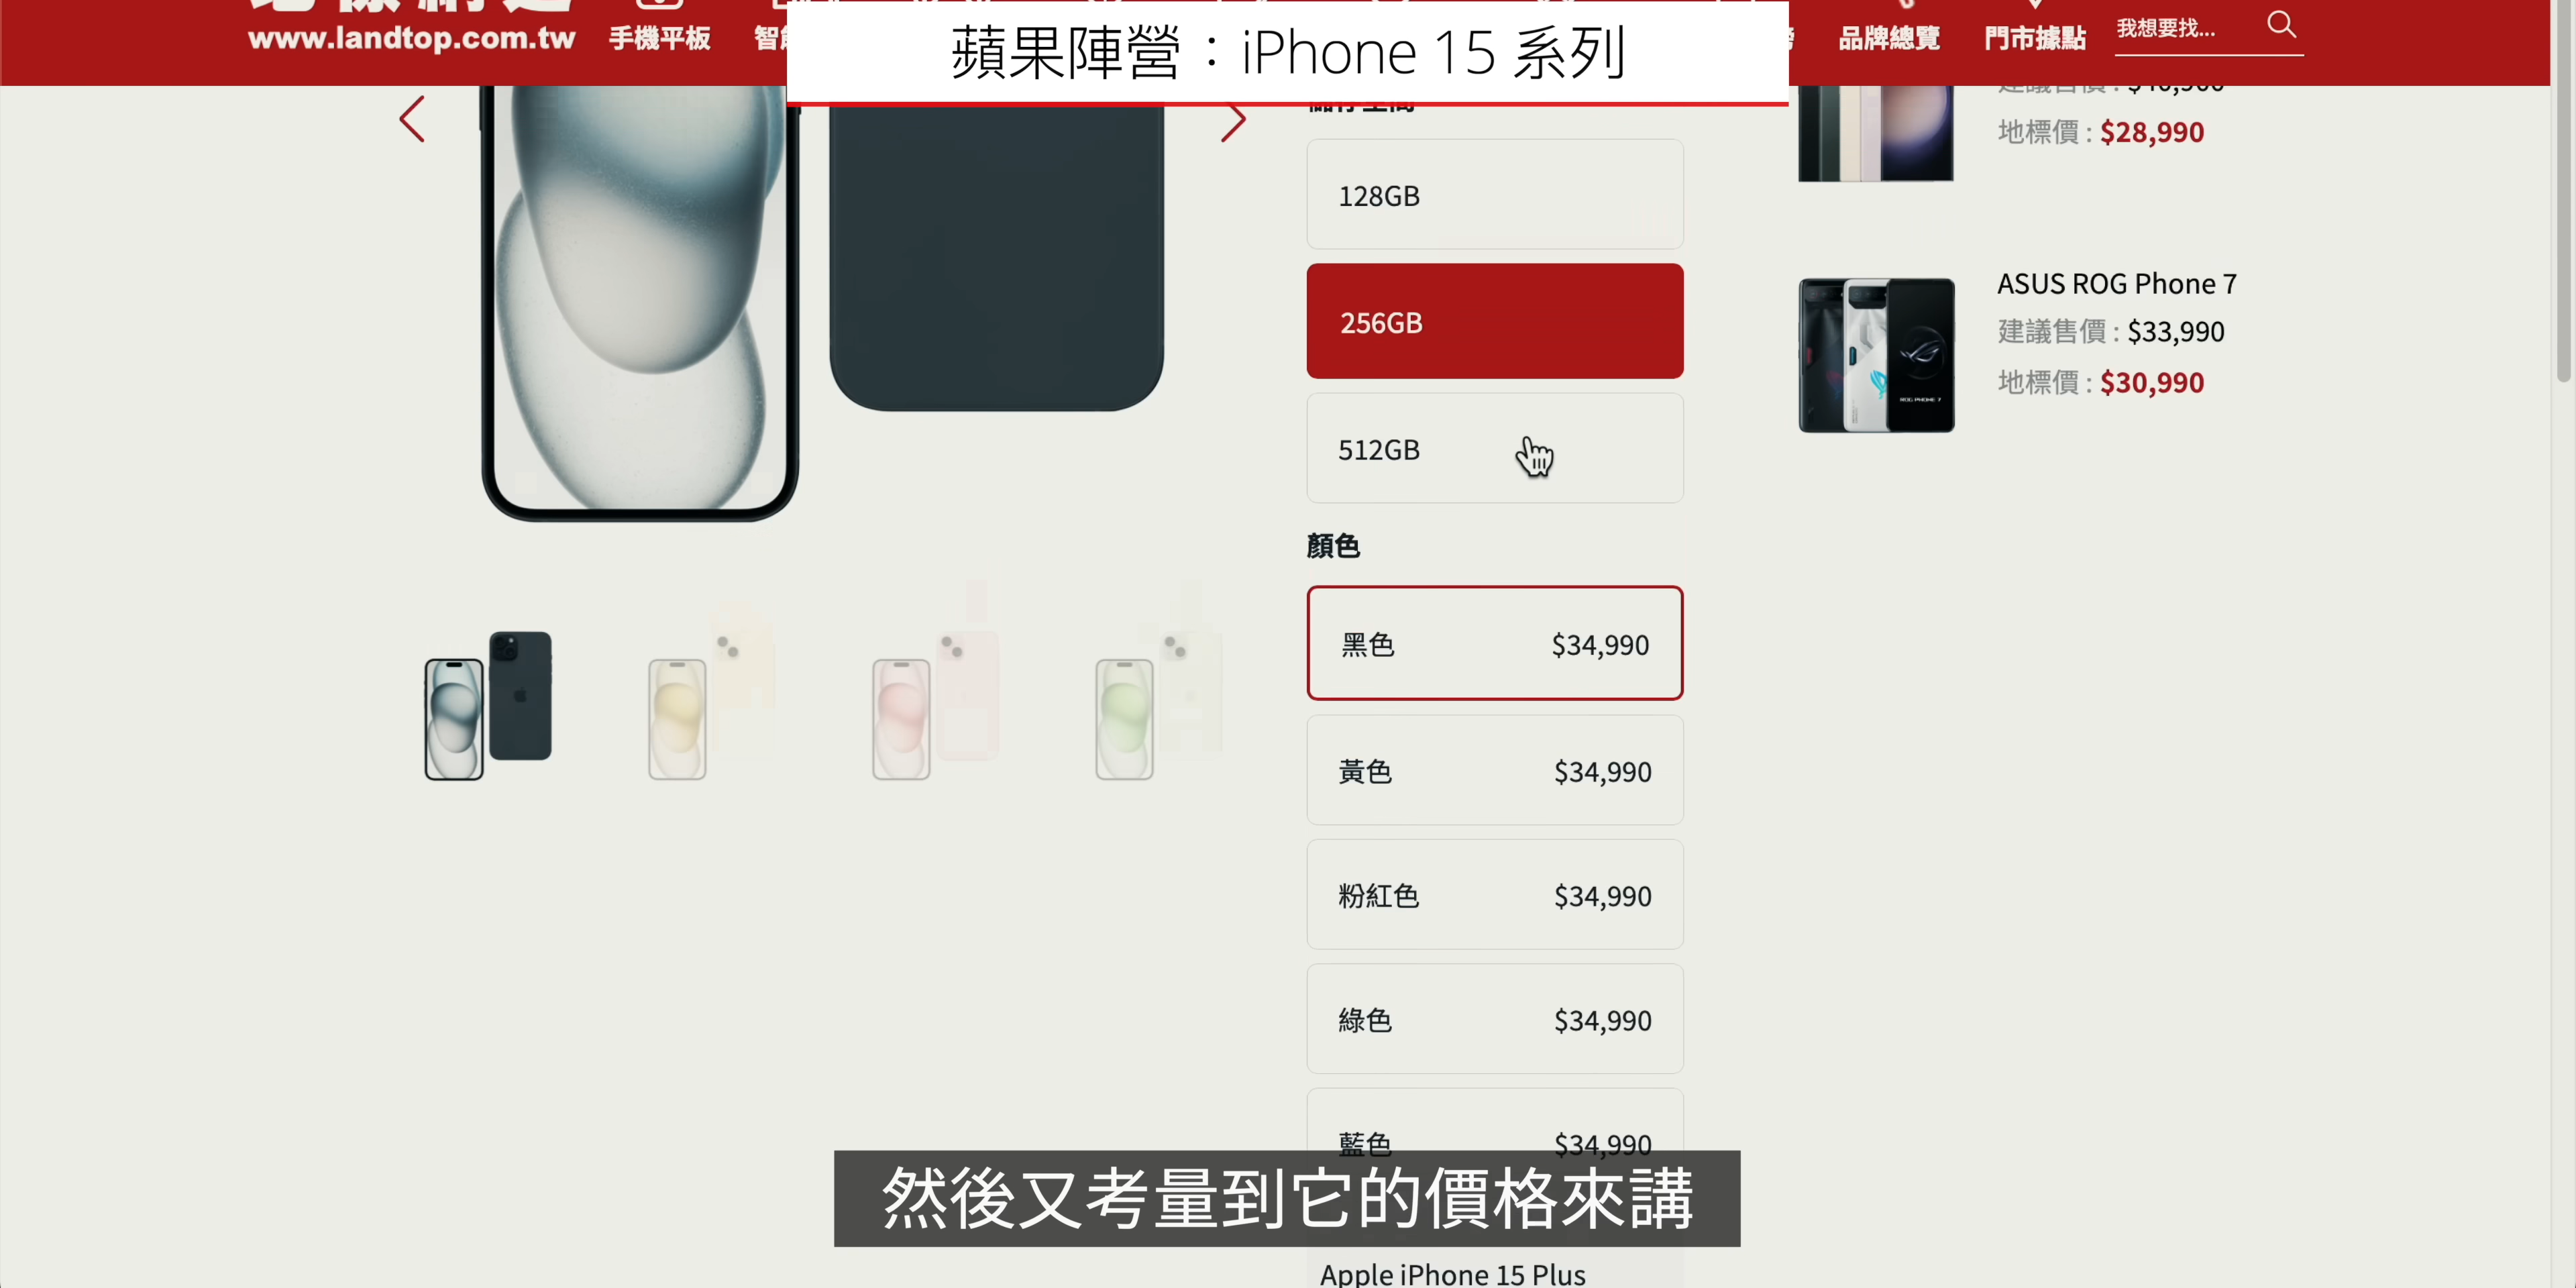 www.landtop.com.tw
手機平板
蘋果陣營：iPhone 15 系列
品牌總覽
門市據點
我想要找...
地標價 : $28,990
128GB
256GB
512GB
ASUS ROG Phone 7
建議售價 : $33,990
地標價 : $30,990
ROG PHONE 7
顏色
黑色 $34,990
黃色 $34,990
粉紅色 $34,990
綠色 $34,990
藍色 $34,990
然後又考量到它的價格來講
Apple iPhone 15 Plus